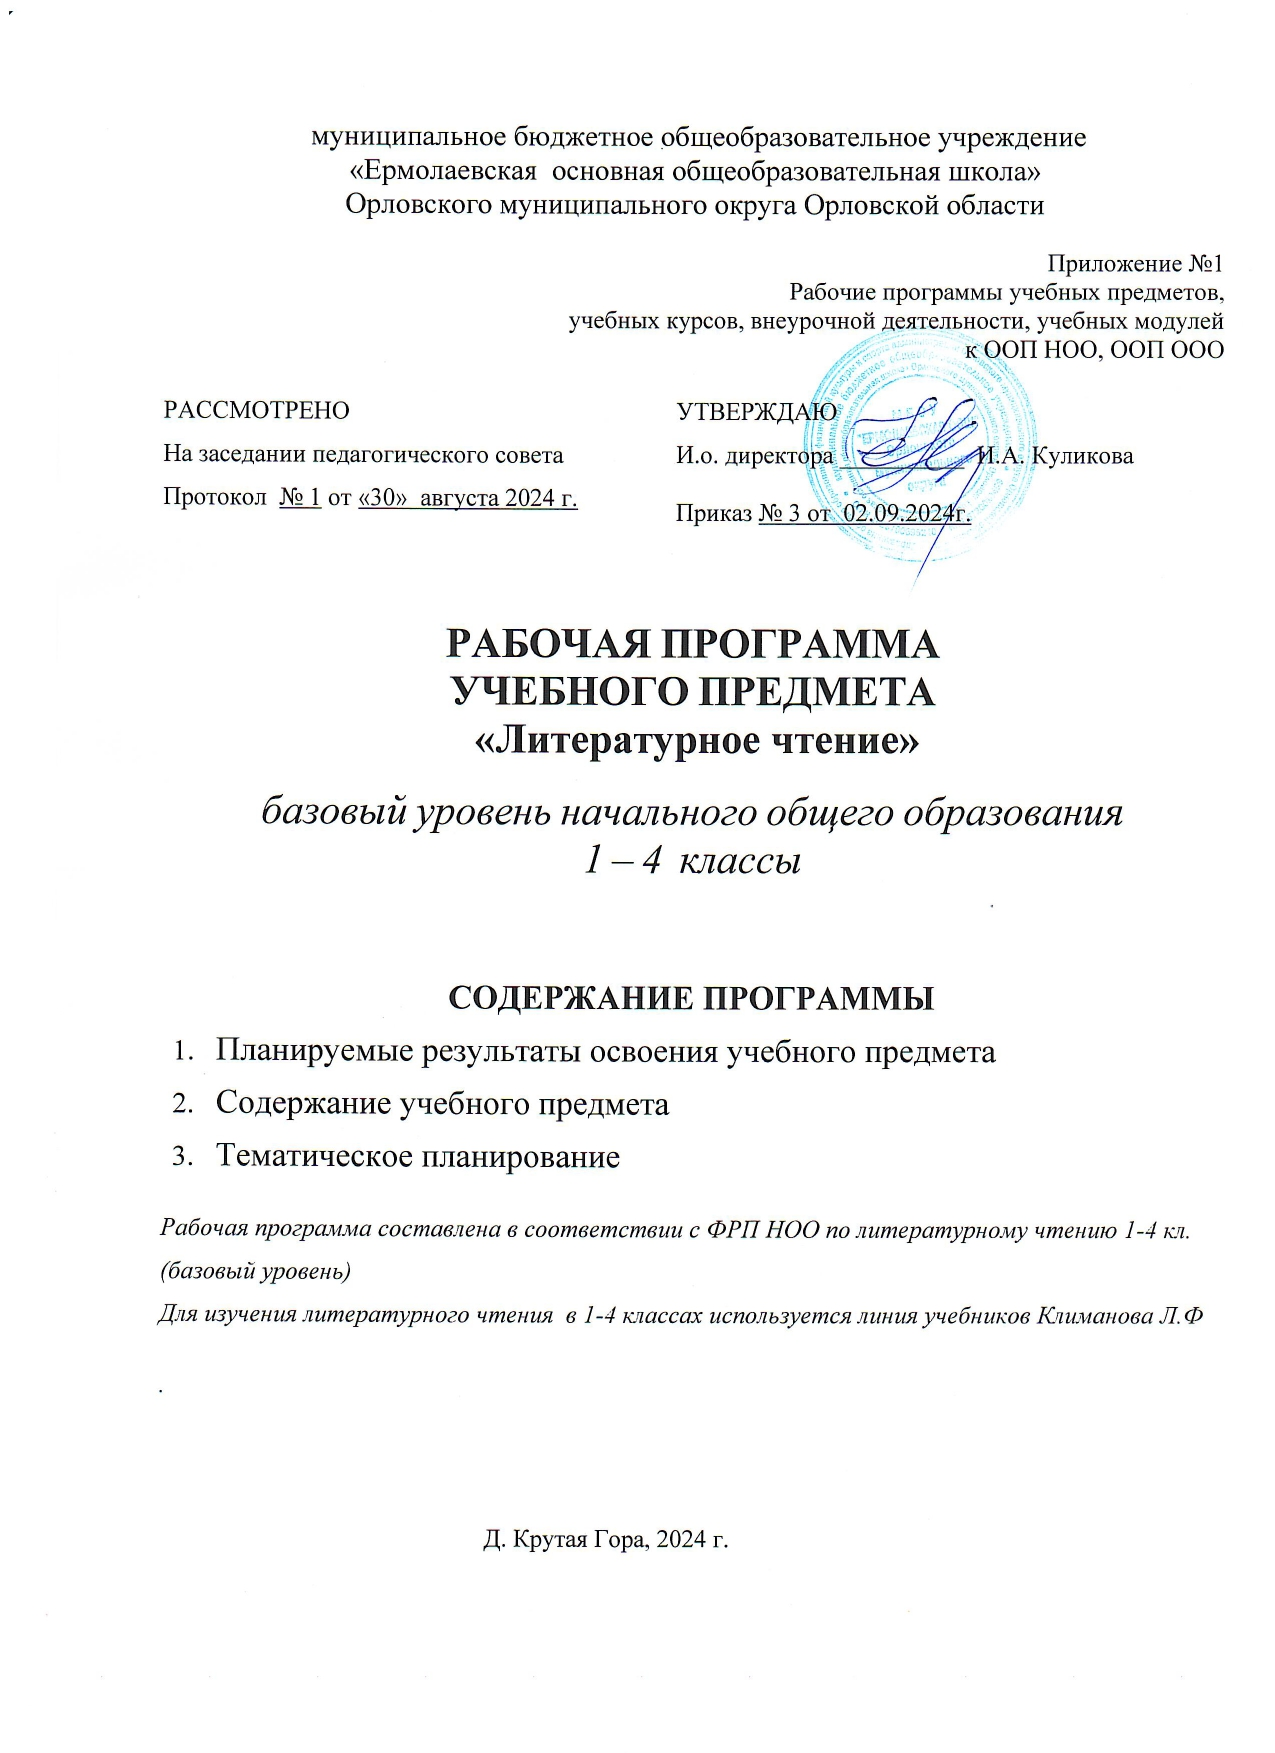 муниципальное бюджетное общеобразовательное учреждение
«Ермолаевская основная общеобразовательная школа»
Орловского муниципального округа Орловской области
Приложение №1
Рабочие программы учебных предметов,
учебных курсов, внеурочной деятельности, учебных модулей
к ООП НОО, ООП ООО
РАССМОТРЕНО
На заседании педагогического совета
Протокол № 1 от «30» августа 2024 г.
УТВЕРЖДАЮ
И.о. директора __________ И.А. Куликова
Приказ № 3 от 02.09.2024г.
РАБОЧАЯ ПРОГРАММА
УЧЕБНОГО ПРЕДМЕТА
«Литературное чтение»
базовый уровень начального общего образования
1 – 4 классы
СОДЕРЖАНИЕ ПРОГРАММЫ
1. Планируемые результаты освоения учебного предмета
2. Содержание учебного предмета
3. Тематическое планирование
Рабочая программа составлена в соответствии с ФРП НОО по литературному чтению 1-4 кл.
(базовый уровень)
Для изучения литературного чтения в 1-4 классах используется линия учебников Климанова Л.Ф
.
Д. Крутая Гора, 2024 г.